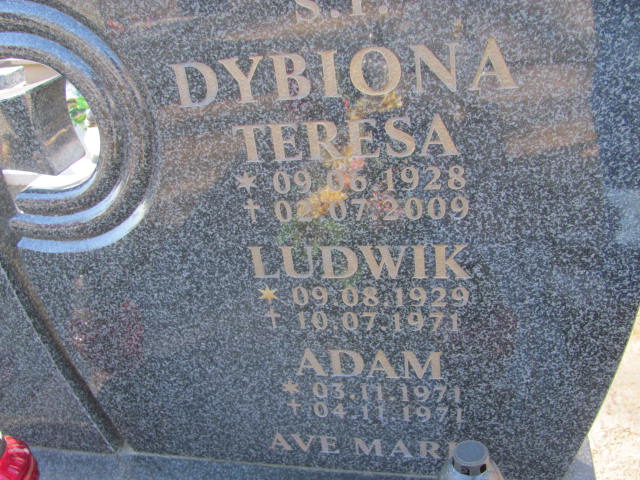 Ś.P.
DYBIONA
TERESA
* 09.06.1928
† 02.07.2009
LUDWIK
* 09.08.1929
† 10.07.1971
ADAM
* 03.11.1971
† 04.11.1971
AVE